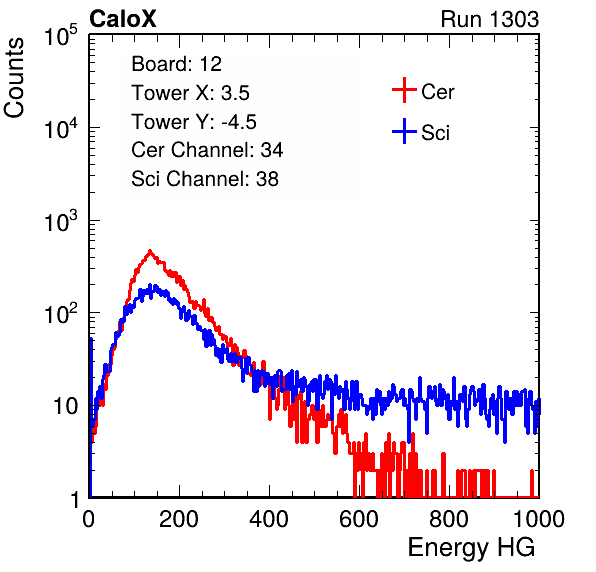 CaloX Run 1303
Counts
10^5
10^4
10^3
10^2
10
1
Board: 12
Tower X: 3.5
Tower Y: -4.5
Cer Channel: 34
Sci Channel: 38
Cer
Sci
0 200 400 600 800 1000
Energy HG